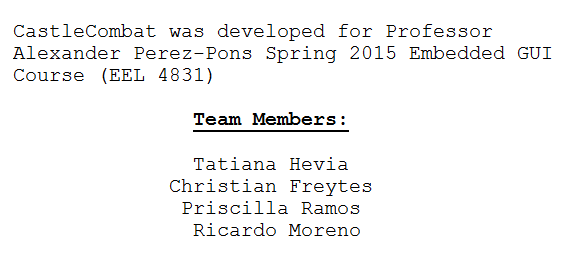 CastleCombat was developed for Professor
Alexander Perez-Pons Spring 2015 Embedded GUI
Course (EEL 4831)
Team Members:
Tatiana Hevia
Christian Freytes
Priscilla Ramos
Ricardo Moreno